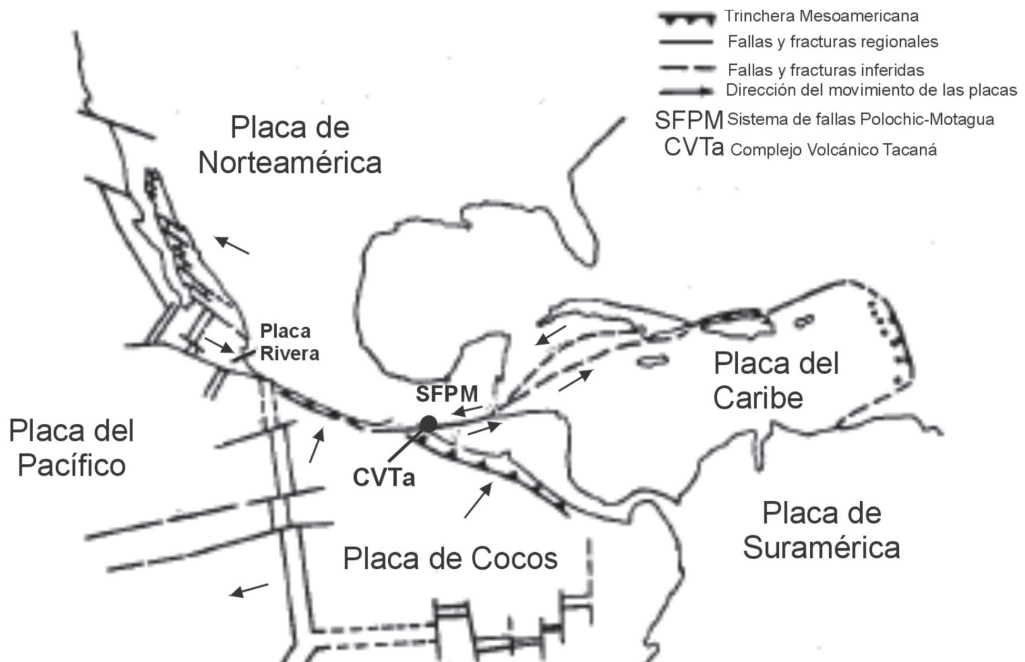 Trinchera Mesoamericana
Fallas y fracturas regionales
Fallas y fracturas inferidas
Dirección del movimiento de las placas
SFPM Sistema de fallas Polochic-Motagua
CVTa Complejo Volcánico Tacaná
Placa de
Norteamérica
Placa
Rivera
Placa del
Caribe
SFPM
Placa del
Pacífico
CVTa
Placa de
Suramérica
Placa de Cocos